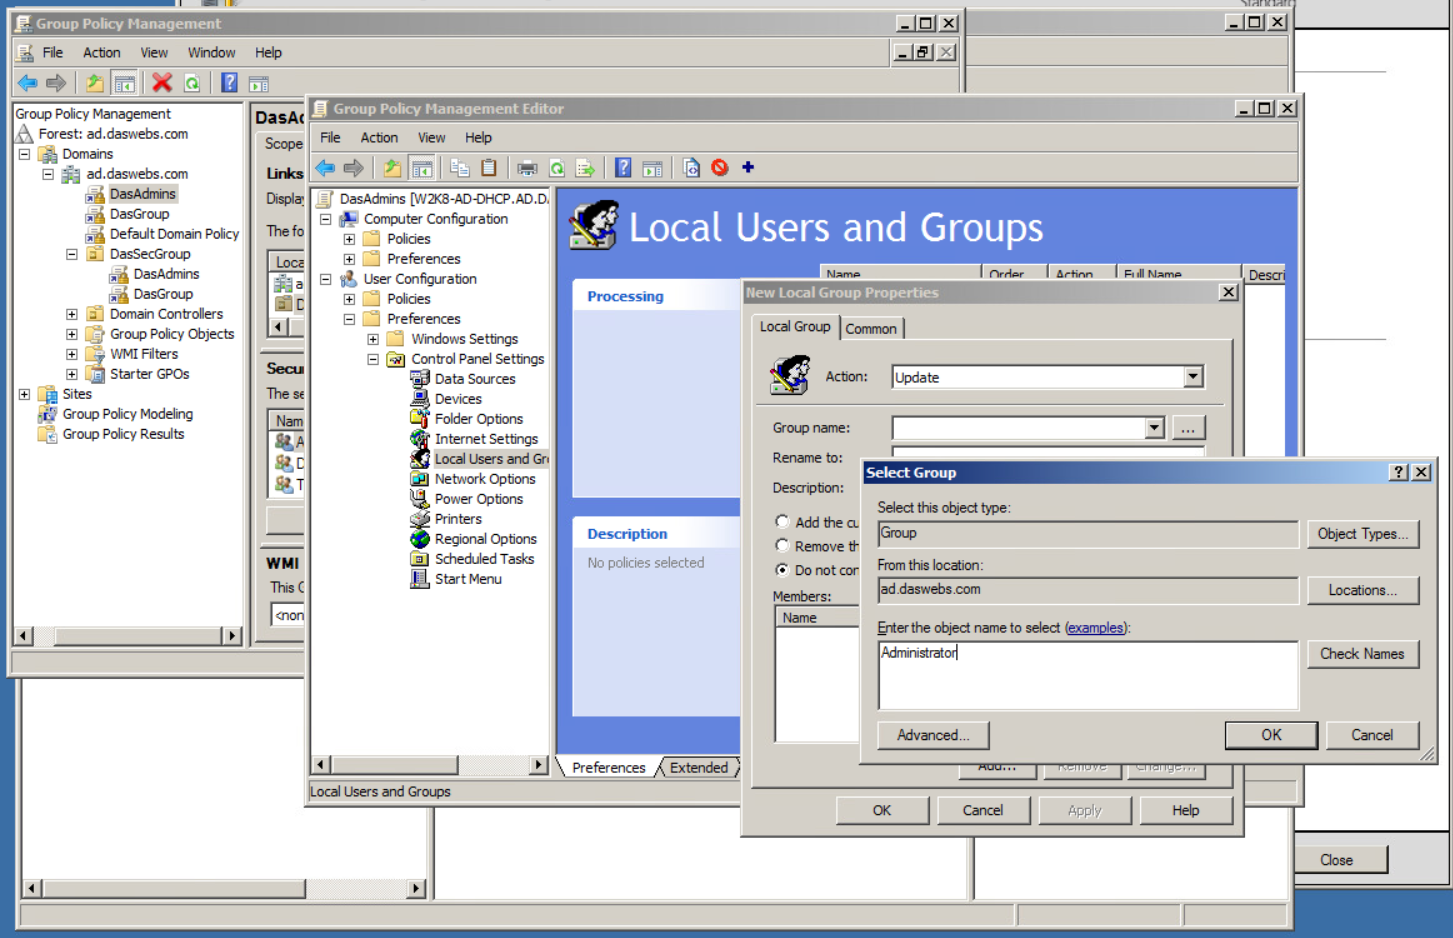 Standard
Group Policy Management
File Action View Window Help
Group Policy Management
Forest: ad.daswebs.com
Domains
ad.daswebs.com
DasAdmins
DasGroup
Default Domain Policy
DasSecGroup
DasAdmins
DasGroup
Domain Controllers
Group Policy Objects
WMI Filters
Starter GPOs
Sites
Group Policy Modeling
Group Policy Results
DasAd
Scope
Links
Display
The fo
Loca
a
D
Secur
The se
Nam
A
D
T
WMI
This G
<non
Group Policy Management Editor
File Action View Help
DasAdmins [W2K8-AD-DHCP.AD.D
Computer Configuration
Policies
Preferences
User Configuration
Policies
Preferences
Windows Settings
Control Panel Settings
Data Sources
Devices
Folder Options
Internet Settings
Local Users and Gro
Network Options
Power Options
Printers
Regional Options
Scheduled Tasks
Start Menu
Local Users and Groups
Processing
Description
No policies selected
Name Order Action Full Name Descri
Preferences Extended
Local Users and Groups
New Local Group Properties
Local Group Common
Action: Update
Group name: ...
Rename to:
Description:
Add the cu
Remove th
Do not con
Members:
Name
Add... Remove Change...
OK Cancel Apply Help
Select Group
Select this object type:
Group Object Types...
From this location:
ad.daswebs.com Locations...
Enter the object name to select (examples):
Administrator Check Names
Advanced... OK Cancel
Close